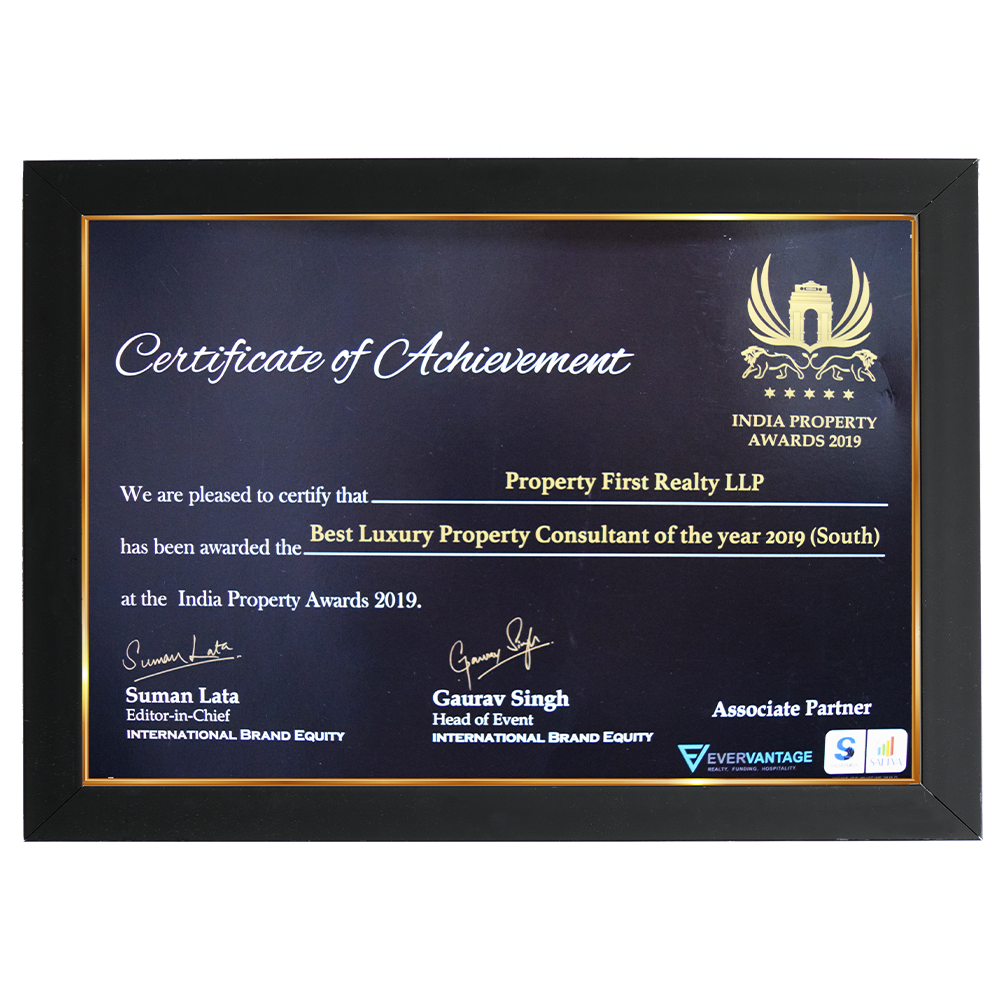 Certificate of Achievement
INDIA PROPERTY
AWARDS 2019
We are pleased to certify that Property First Realty LLP
has been awarded the Best Luxury Property Consultant of the year 2019 (South)
at the India Property Awards 2019.
Suman Lata
Gaurav Singh
Suman Lata
Editor-in-Chief
INTERNATIONAL BRAND EQUITY
Gaurav Singh
Head of Event
INTERNATIONAL BRAND EQUITY
Associate Partner
EVERVANTAGE
REALTY. FUNDING. HOSPITALITY
S